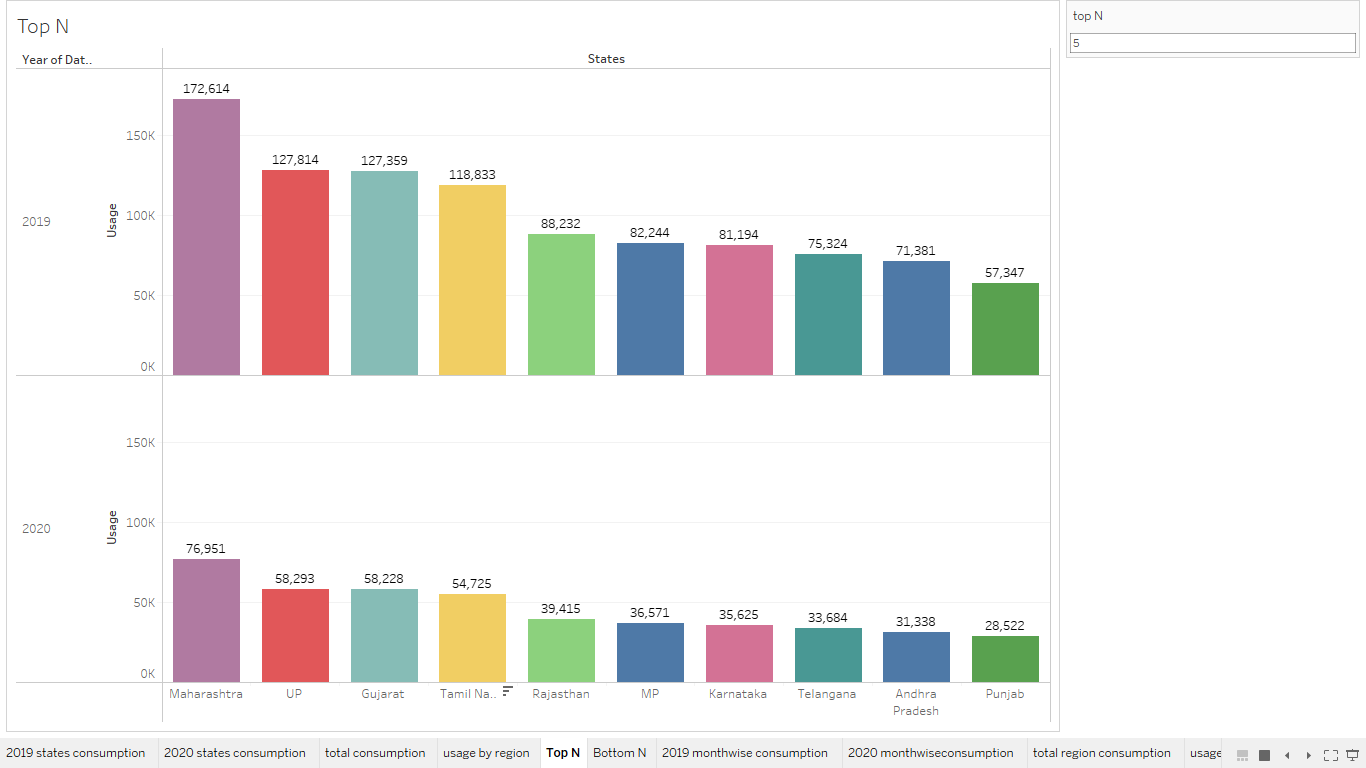 Top N
top N
5
Year of Dat..
States
172,614
127,814
127,359
118,833
88,232
82,244
81,194
75,324
71,381
57,347
150K
100K
50K
0K
Usage
2019
76,951
58,293
58,228
54,725
39,415
36,571
35,625
33,684
31,338
28,522
150K
100K
50K
0K
Usage
2020
Maharashtra
UP
Gujarat
Tamil Na..
Rajasthan
MP
Karnataka
Telangana
Andhra
Pradesh
Punjab
2019 states consumption
2020 states consumption
total consumption
usage by region
Top N
Bottom N
2019 monthwise consumption
2020 monthwiseconsumption
total region consumption
usage